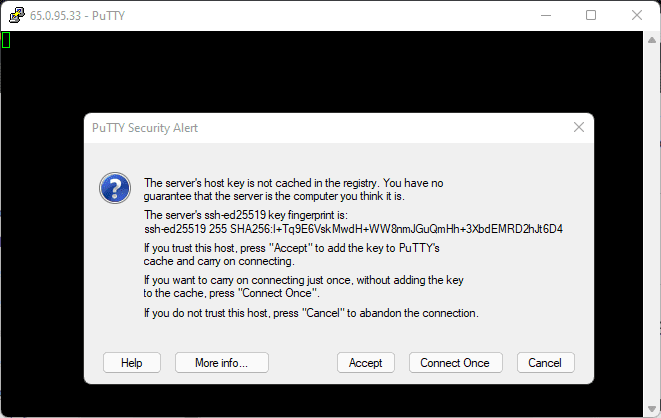 65.0.95.33 - PuTTY
PuTTY Security Alert
The server's host key is not cached in the registry. You have no
guarantee that the server is the computer you think it is.
The server's ssh-ed25519 key fingerprint is:
ssh-ed25519 255 SHA256:I+Tq9E6VskMwdH+WW8nmJGuQmHh+3XbdEMRD2hJt6D4
If you trust this host, press "Accept" to add the key to PuTTY's
cache and carry on connecting.
If you want to carry on connecting just once, without adding the key
to the cache, press "Connect Once".
If you do not trust this host, press "Cancel" to abandon the connection.
Help
More info...
Accept
Connect Once
Cancel